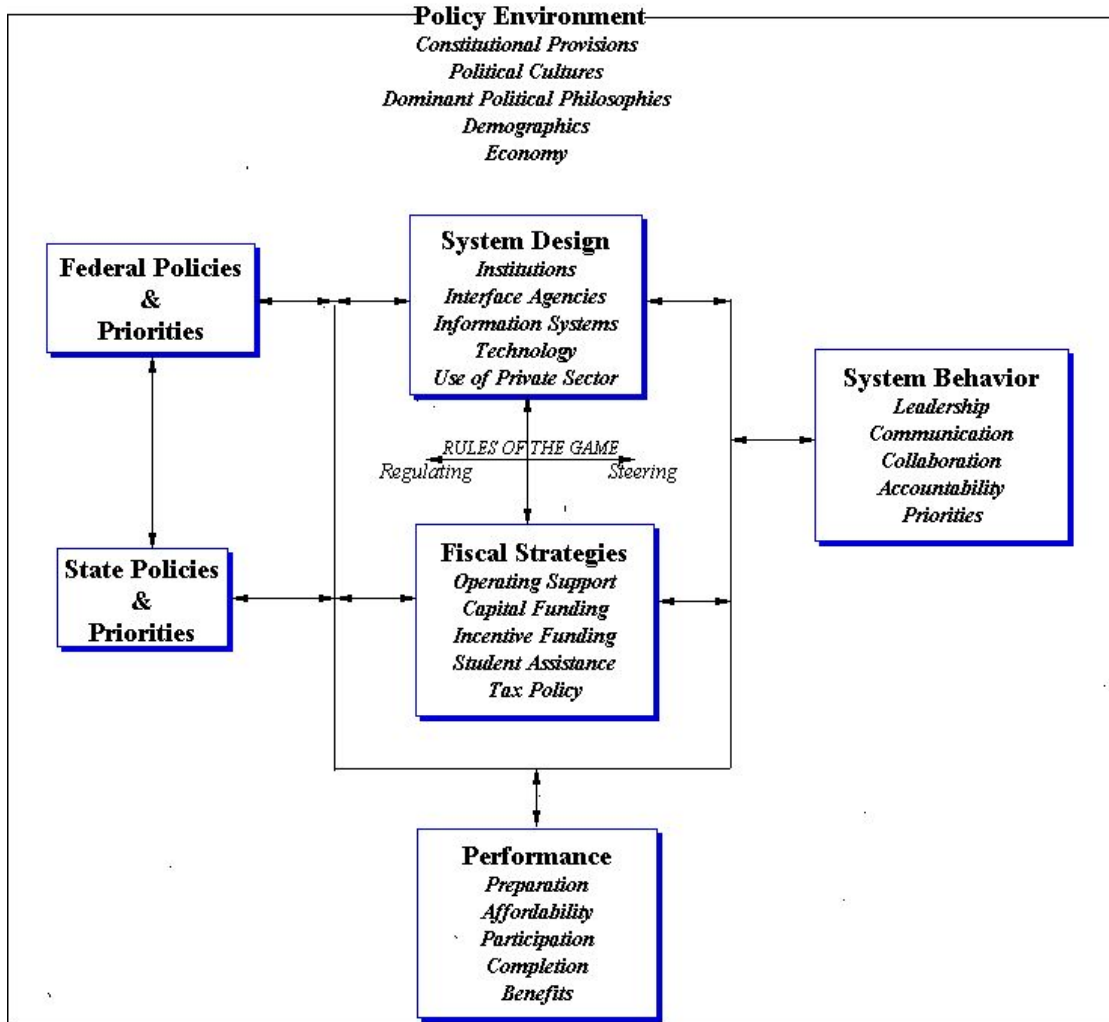 Policy Environment
Constitutional Provisions
Political Cultures
Dominant Political Philosophies
Demographics
Economy
Federal Policies
&
Priorities
System Design
Institutions
Interface Agencies
Information Systems
Technology
Use of Private Sector
System Behavior
Leadership
Communication
Collaboration
Accountability
Priorities
RULES OF THE GAME
Regulating
Steering
State Policies
&
Priorities
Fiscal Strategies
Operating Support
Capital Funding
Incentive Funding
Student Assistance
Tax Policy
Performance
Preparation
Affordability
Participation
Completion
Benefits